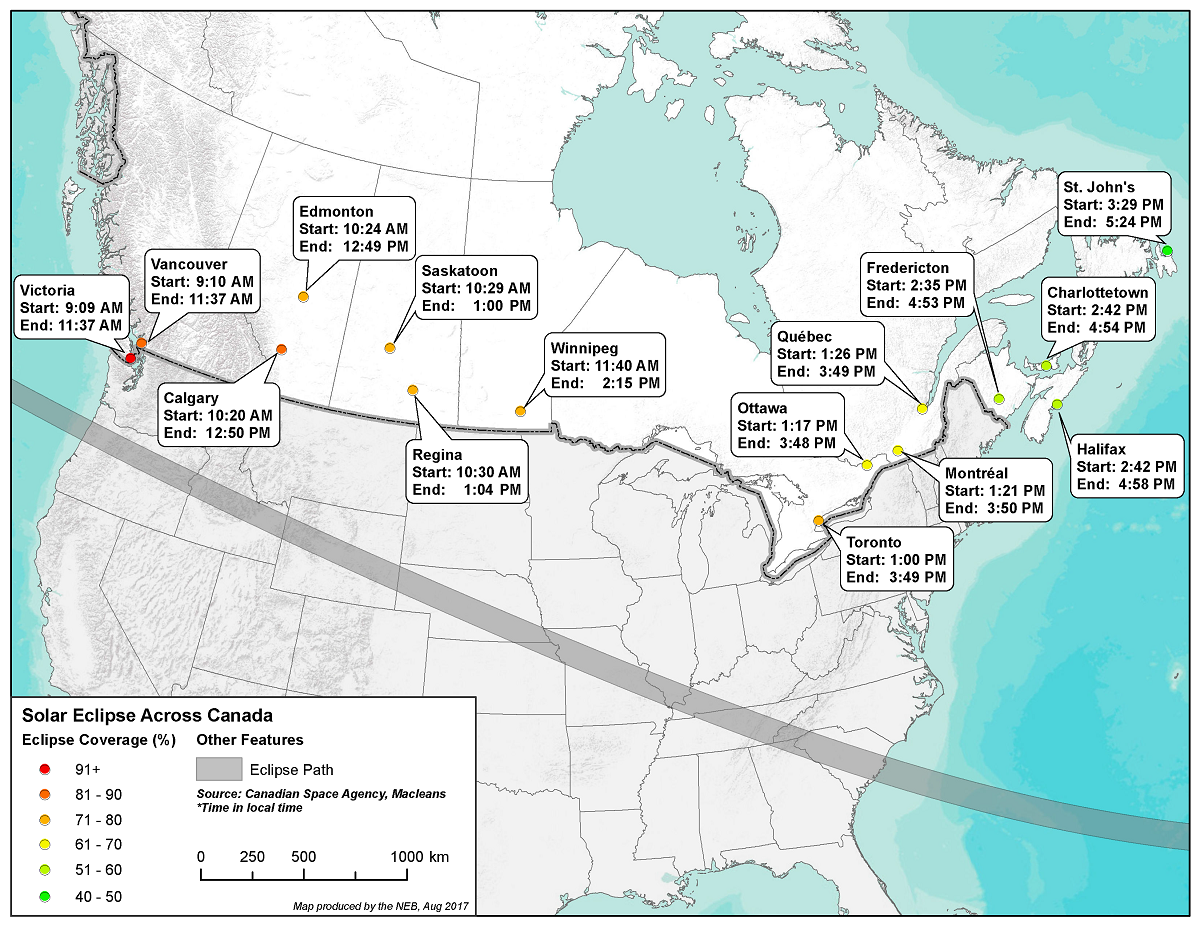 St. John's
Start: 3:29 PM
End: 5:24 PM
Edmonton
Start: 10:24 AM
End: 12:49 PM
Vancouver
Start: 9:10 AM
End: 11:37 AM
Saskatoon
Start: 10:29 AM
End: 1:00 PM
Fredericton
Start: 2:35 PM
End: 4:53 PM
Victoria
Start: 9:09 AM
End: 11:37 AM
Charlottetown
Start: 2:42 PM
End: 4:54 PM
Québec
Start: 1:26 PM
End: 3:49 PM
Winnipeg
Start: 11:40 AM
End: 2:15 PM
Calgary
Start: 10:20 AM
End: 12:50 PM
Ottawa
Start: 1:17 PM
End: 3:48 PM
Regina
Start: 10:30 AM
End: 1:04 PM
Halifax
Start: 2:42 PM
End: 4:58 PM
Montréal
Start: 1:21 PM
End: 3:50 PM
Toronto
Start: 1:00 PM
End: 3:49 PM
Solar Eclipse Across Canada
Eclipse Coverage (%)
91+
81 - 90
71 - 80
61 - 70
51 - 60
40 - 50
Other Features
Eclipse Path
Source: Canadian Space Agency, Macleans
*Time in local time
0 250 500 1000 km
Map produced by the NEB, Aug 2017